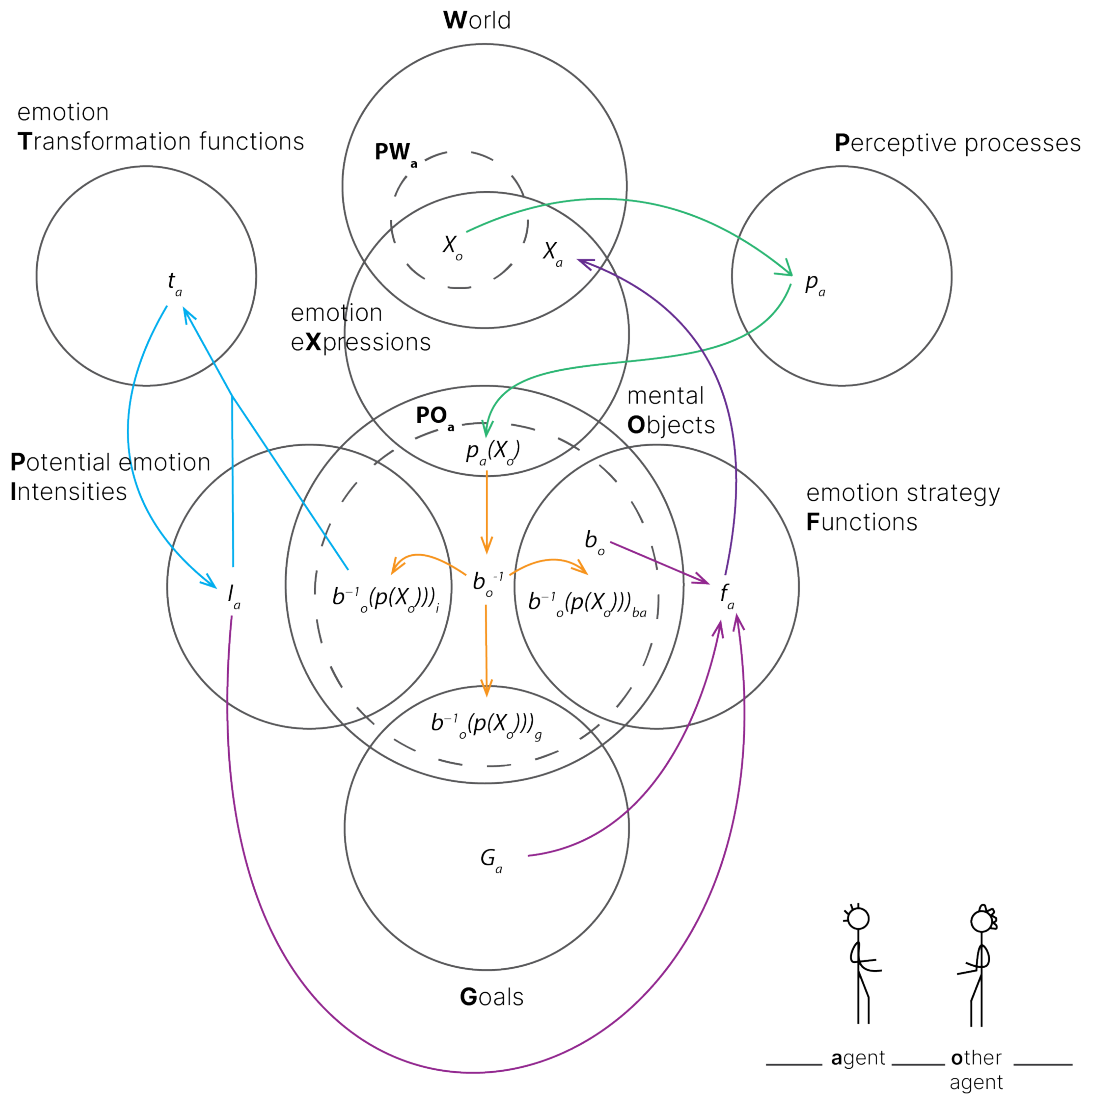 World
emotion
Transformation functions
Perceptive processes
PWₐ
Xₒ
Xₐ
tₐ
pₐ
emotion
eXpressions
mental
Objects
POₐ
pₐ(Xₒ)
Potential emotion
Intensities
emotion strategy
Functions
bₒ
bₒ⁻¹
Iₐ
b⁻¹ₒ(p(Xₒ)))ᵢ
b⁻¹ₒ(p(Xₒ)))_ba
fₐ
b⁻¹ₒ(p(Xₒ)))_g
Gₐ
Goals
agent
other
agent